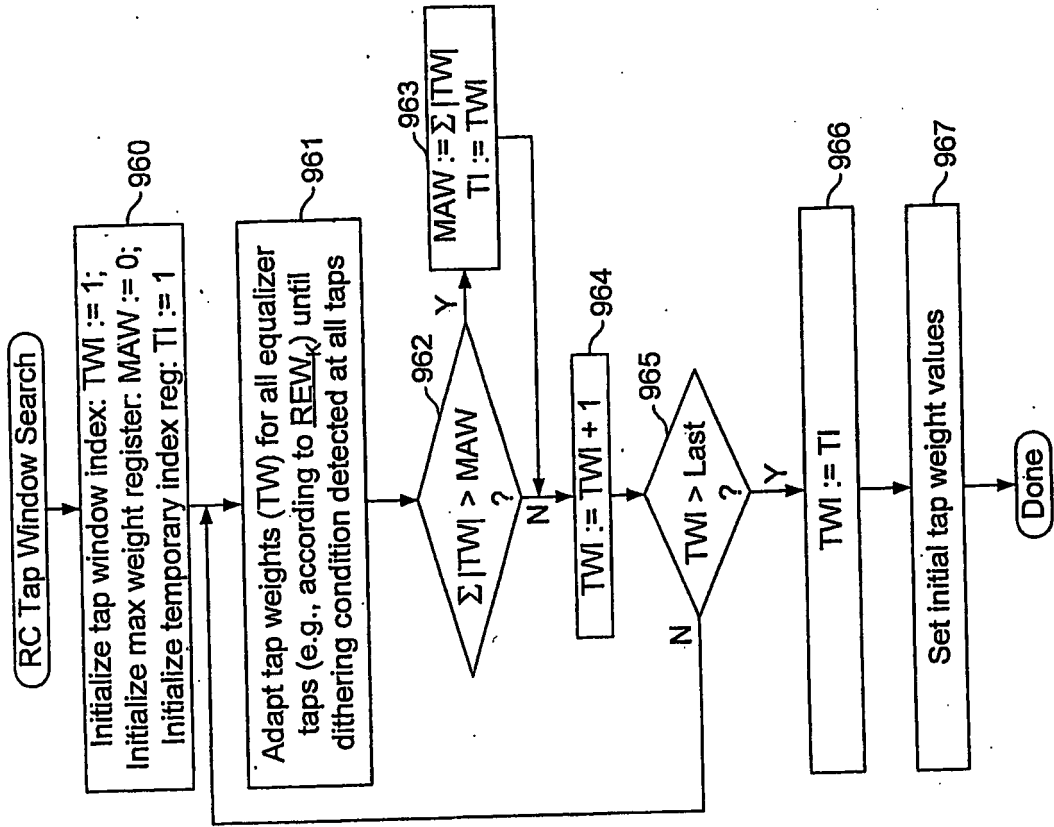 RC Tap Window Search
960
Initialize tap window index: TWI := 1;
Initialize max weight register: MAW := 0;
Initialize temporary index reg: TI := 1
961
Adapt tap weights (TW) for all equalizer
taps (e.g., according to REWK) until
dithering condition detected at all taps
962
Σ |TW| > MAW
?
Y
N
963
MAW := Σ |TW|
TI := TWI
964
TWI := TWI + 1
965
TWI > Last
?
N
Y
966
TWI := TI
967
Set initial tap weight values
Done